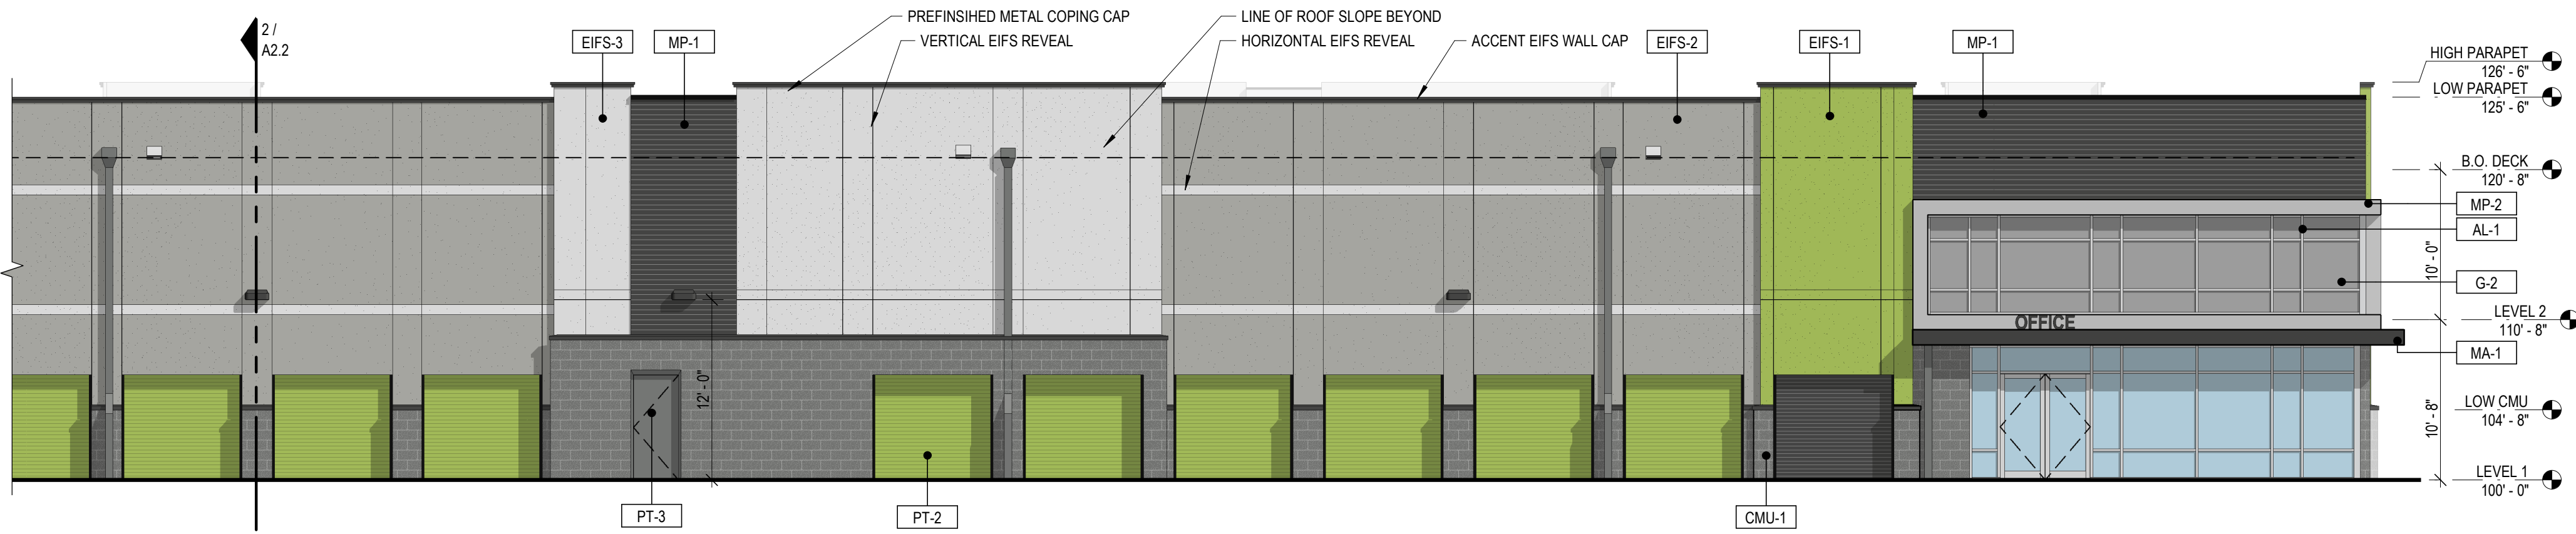 2 /
A2.2
EIFS-3
MP-1
PREFINSIHED METAL COPING CAP
VERTICAL EIFS REVEAL
LINE OF ROOF SLOPE BEYOND
HORIZONTAL EIFS REVEAL
ACCENT EIFS WALL CAP
EIFS-2
EIFS-1
MP-1
HIGH PARAPET
126' - 6"
LOW PARAPET
125' - 6"
B.O. DECK
120' - 8"
MP-2
AL-1
10' - 0"
G-2
LEVEL 2
110' - 8"
OFFICE
MA-1
12' - 0"
10' - 8"
LOW CMU
104' - 8"
LEVEL 1
100' - 0"
PT-3
PT-2
CMU-1